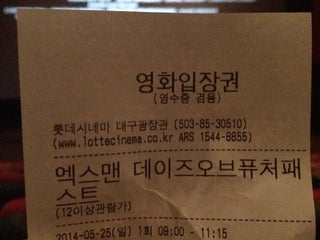 영화입장권
(영수증 겸용)
롯데시네마 대구광장관 (503-85-30510)
(www.lottecinema.co.kr ARS 1544-8855)
엑스맨 데이즈오브퓨처패
스트
(12이상관람가)
2014-05-25(일) 1회 09:00 - 11:15